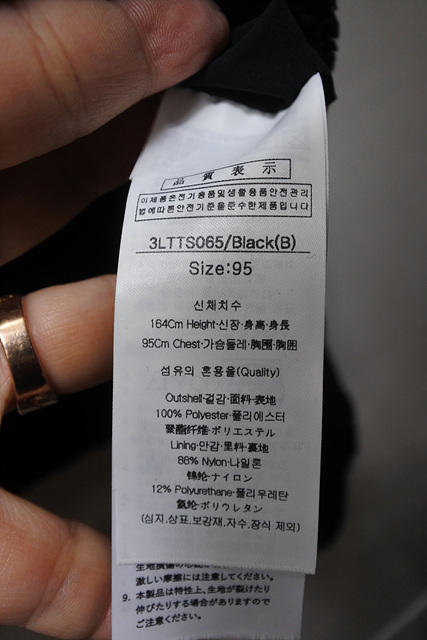 品 質 表 示
이 제품은전기용품및생활용품안전관리
법에따른안전기준을준수한제품입니다
3LTTS065/Black(B)
Size:95
신체치수
164Cm Height·신장·身高·身長
95Cm Chest·가슴둘레·胸围·胸囲
섬유의 혼용율(Quality)
Outshell·겉감·面料·表地
100% Polyester·폴리에스터
聚酯纤维·ポリエステル
Lining·안감·里料·裏地
88% Nylon·나일론
锦纶·ナイロン
12% Polyurethane·폴리우레탄
氨纶·ポリウレタン
(심지,상표,보강재,자수,장식 제외)
激しい摩擦には注意してください。
9. 本製品は特性上、生地が裂けたり
伸びたりする場合がありますので
ご注意ください。